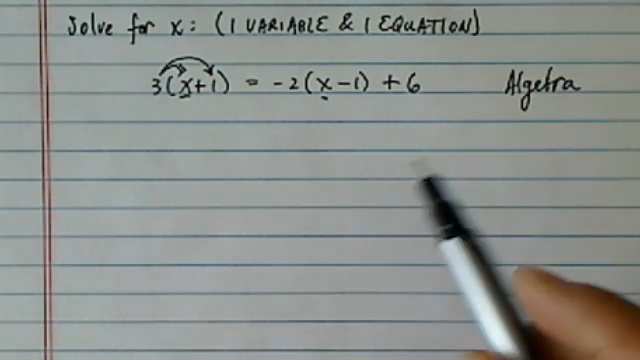 Solve for x: (1 VARIABLE & 1 EQUATION)
3(x+1) = -2(x-1) + 6 Algebra